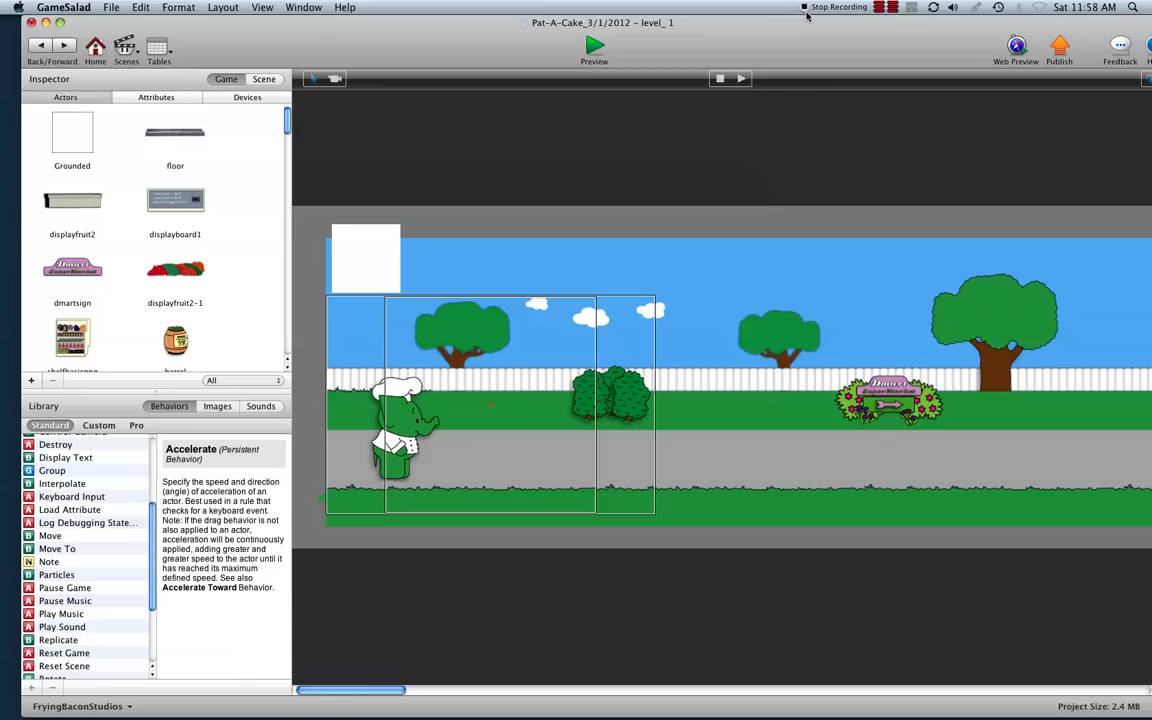 GameSalad File Edit Format Layout View Window Help Stop Recording Sat 11:58 AM
Pat-A-Cake_3/1/2012 - level_ 1
Back/Forward Home Scenes Tables Preview Web Preview Publish Feedback
Inspector Game Scene
Actors Attributes Devices
Grounded floor
displayfruit2 displayboard1
dmartsign displayfruit2-1
barrel
+ − All
Library Behaviors Images Sounds
Standard Custom Pro
Destroy
Display Text
Group
Interpolate
Keyboard Input
Load Attribute
Log Debugging State...
Move
Move To
Note
Particles
Pause Game
Pause Music
Play Music
Play Sound
Replicate
Reset Game
Reset Scene
Accelerate (Persistent
Behavior)
Specify the speed and direction
(angle) of acceleration of an
actor. Best used in a rule that
checks for a keyboard event.
Note: If the drag behavior is not
also applied to an actor,
acceleration will be continuously
applied, adding greater and
greater speed to the actor until it
has reached its maximum
defined speed. See also
Accelerate Toward Behavior.
Dmart
SuperMarket
FryingBaconStudios Project Size: 2.4 MB